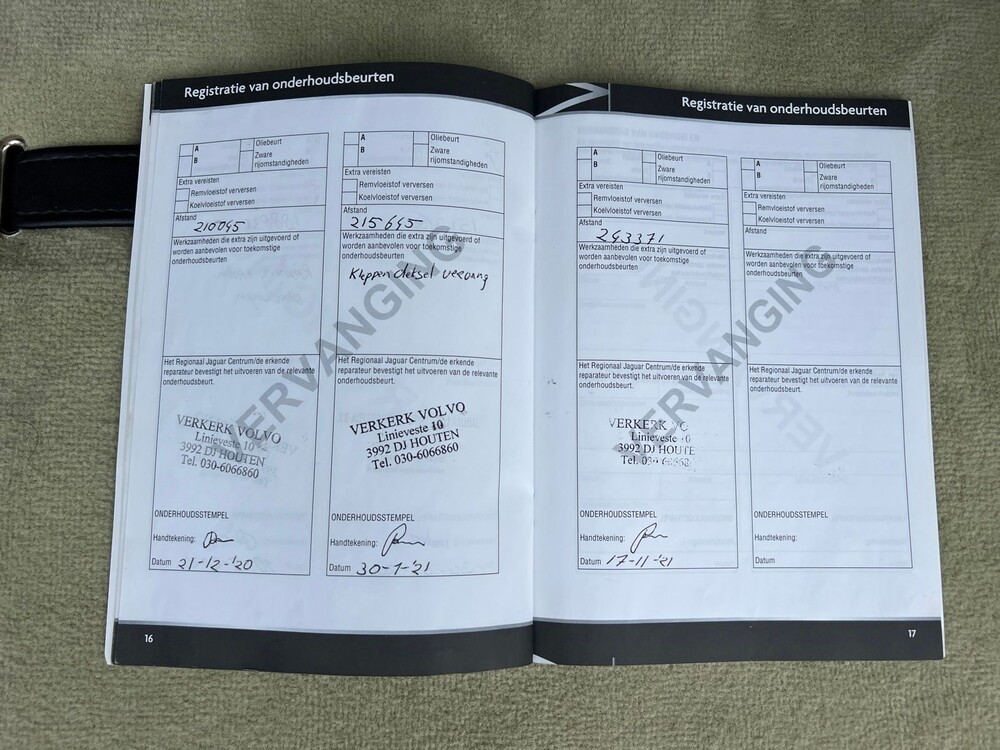 Registratie van onderhoudsbeurten
A
B
Oliebeurt
Zware
rijomstandigheden
Extra vereisten
Remvloeistof verversen
Koelvloeistof verversen
Afstand
210045
Werkzaamheden die extra zijn uitgevoerd of
worden aanbevolen voor toekomstige
onderhoudsbeurten
Het Regionaal Jaguar Centrum/de erkende
reparateur bevestigt het uitvoeren van de relevante
onderhoudsbeurt.
VERKERK VOLVO
Linieveste 10
3992 DJ HOUTEN
Tel. 030-6066860
ONDERHOUDSSTEMPEL
Handtekening:
Datum 21-12-'20
A
B
Oliebeurt
Zware
rijomstandigheden
Extra vereisten
Remvloeistof verversen
Koelvloeistof verversen
Afstand
215645
Werkzaamheden die extra zijn uitgevoerd of
worden aanbevolen voor toekomstige
onderhoudsbeurten
Kleppendeksel
Het Regionaal Jaguar Centrum/de erkende
reparateur bevestigt het uitvoeren van de relevante
onderhoudsbeurt.
VERKERK VOLVO
Linieveste 10
3992 DJ HOUTEN
Tel. 030-6066860
ONDERHOUDSSTEMPEL
Handtekening:
Datum 30-1-'21
VERVANGING
16
Registratie van onderhoudsbeurten
A
B
Oliebeurt
Zware
rijomstandigheden
Extra vereisten
Remvloeistof verversen
Koelvloeistof verversen
Afstand
243371
Werkzaamheden die extra zijn uitgevoerd of
worden aanbevolen voor toekomstige
onderhoudsbeurten
Het Regionaal Jaguar Centrum/de erkende
reparateur bevestigt het uitvoeren van de relevante
onderhoudsbeurt.
VERKERK
Linieveste
3992 DJ HOUTE
Tel.
ONDERHOUDSSTEMPEL
Handtekening:
Datum 17-11-'21
A
B
Oliebeurt
Zware
rijomstandigheden
Extra vereisten
Remvloeistof verversen
Koelvloeistof verversen
Afstand
Werkzaamheden die extra zijn uitgevoerd of
worden aanbevolen voor toekomstige
onderhoudsbeurten
Het Regionaal Jaguar Centrum/de erkende
reparateur bevestigt het uitvoeren van de relevante
onderhoudsbeurt.
ONDERHOUDSSTEMPEL
Handtekening:
Datum
VERVANGING
17